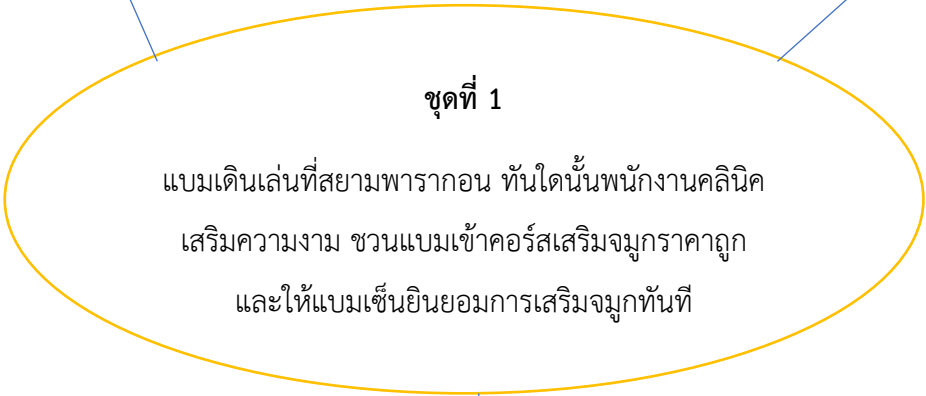 ชุดที่ 1
แบมเดินเล่นที่สยามพารากอน ทันใดนั้นพนักงานคลินิค
เสริมความงาม ชวนแบมเข้าคอร์สเสริมจมูกราคาถูก
และให้แบมเซ็นยินยอมการเสริมจมูกทันที